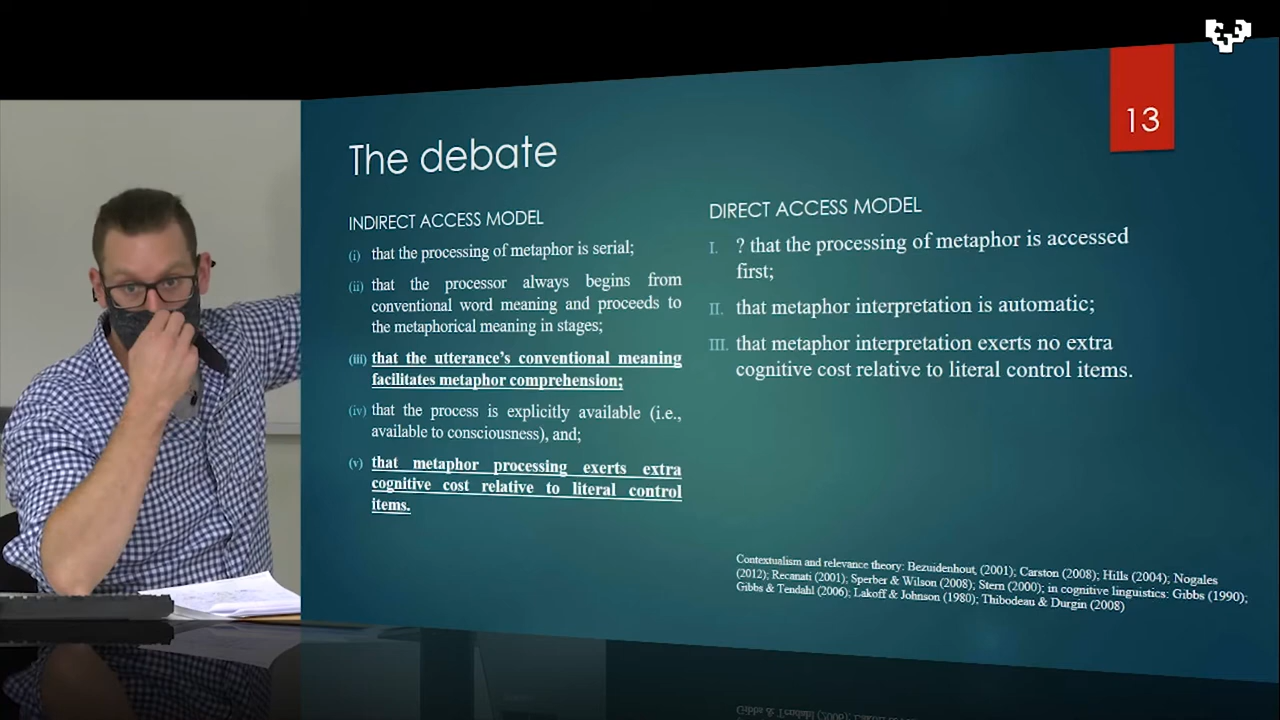 13
The debate
INDIRECT ACCESS MODEL
(i) that the processing of metaphor is serial;
(ii) that the processor always begins from
conventional word meaning and proceeds to
the metaphorical meaning in stages;
(iii) that the utterance's conventional meaning
facilitates metaphor comprehension;
(iv) that the process is explicitly available (i.e.,
available to consciousness), and;
(v) that metaphor processing exerts extra
cognitive cost relative to literal control
items.
DIRECT ACCESS MODEL
I. ? that the processing of metaphor is accessed
first;
II. that metaphor interpretation is automatic;
III. that metaphor interpretation exerts no extra
cognitive cost relative to literal control items.
Contextualism and relevance theory: Bezuidenhout, (2001); Carston (2008); Hills (2004); Nogales
(2012); Recanati (2001); Sperber & Wilson (2008); Stern (2000); in cognitive linguistics: Gibbs (1990);
Gibbs & Tendahl (2006); Lakoff & Johnson (1980); Thibodeau & Durgin (2008)